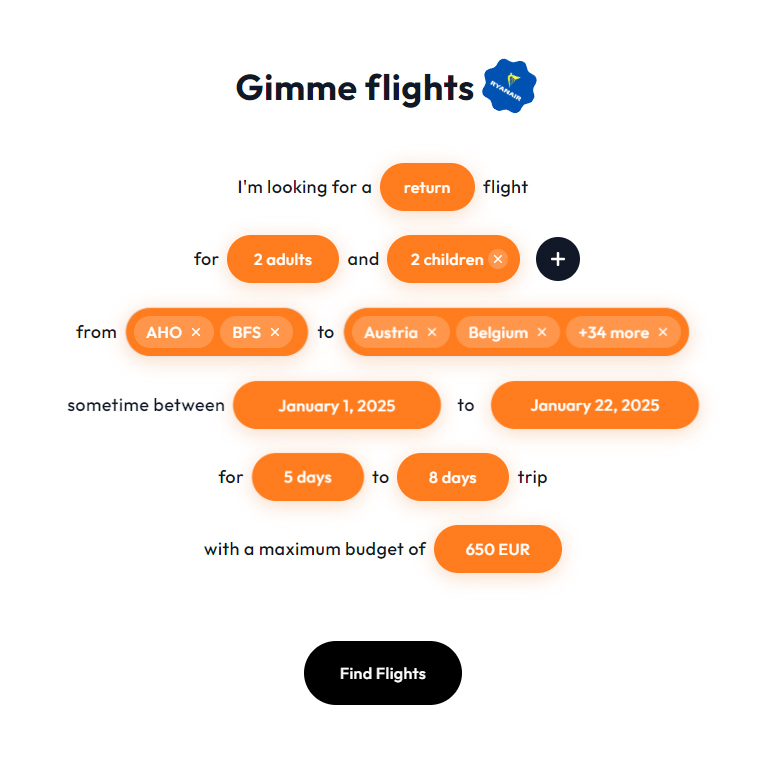 Gimme flights RYANAIR
I'm looking for a return flight
for 2 adults and 2 children × +
from AHO × BFS × to Austria × Belgium × +34 more ×
sometime between January 1, 2025 to January 22, 2025
for 5 days to 8 days trip
with a maximum budget of 650 EUR
Find Flights